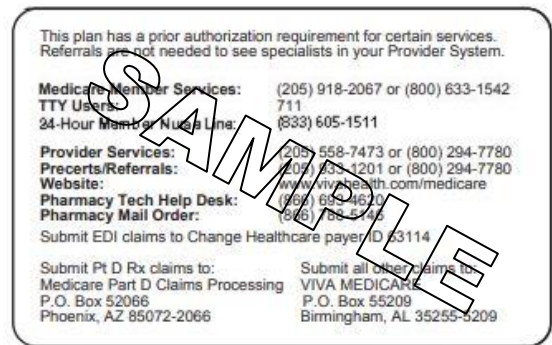 This plan has a prior authorization requirement for certain services.
Referrals are not needed to see specialists in your Provider System.
Medicare Member Services: (205) 918-2067 or (800) 633-1542
TTY Users: 711
24-Hour Member Nurse Line: (833) 605-1511
Provider Services: (205) 558-7473 or (800) 294-7780
Precerts/Referrals: (205) 933-1201 or (800) 294-7780
Website: www.vivahealth.com/medicare
Pharmacy Tech Help Desk: (866) 693-4620
Pharmacy Mail Order: (866)
Submit EDI claims to Change Healthcare payer ID 63114
Submit Pt D Rx claims to:
Medicare Part D Claims Processing
P.O. Box 52066
Phoenix, AZ 85072-2066
Submit all other claims to:
VIVA MEDICARE
P.O. Box 55209
Birmingham, AL 35255-5209
SAMPLE